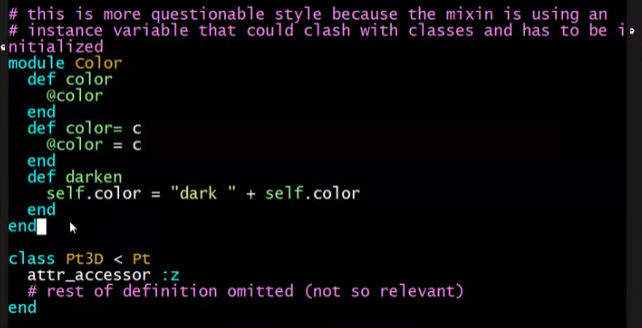 # this is more questionable style because the mixin is using an
# instance variable that could clash with classes and has to be i
nitialized
module Color
  def color
    @color
  end
  def color= c
    @color = c
  end
  def darken
    self.color = "dark " + self.color
  end
end

class Pt3D < Pt
  attr_accessor :z
  # rest of definition omitted (not so relevant)
end